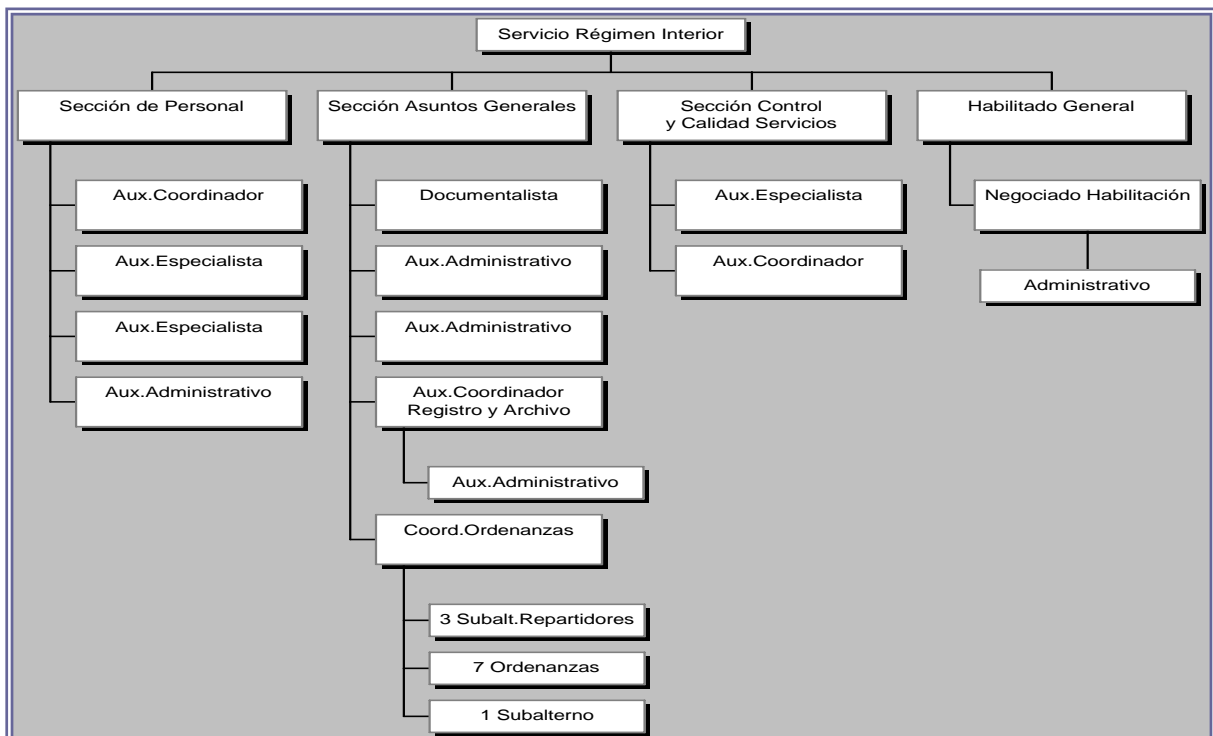 Servicio Régimen Interior
Sección de Personal
Aux.Coordinador
Aux.Especialista
Aux.Especialista
Aux.Administrativo
Sección Asuntos Generales
Documentalista
Aux.Administrativo
Aux.Administrativo
Aux.Coordinador
Registro y Archivo
Aux.Administrativo
Coord.Ordenanzas
3 Subalt.Repartidores
7 Ordenanzas
1 Subalterno
Sección Control
y Calidad Servicios
Aux.Especialista
Aux.Coordinador
Habilitado General
Negociado Habilitación
Administrativo